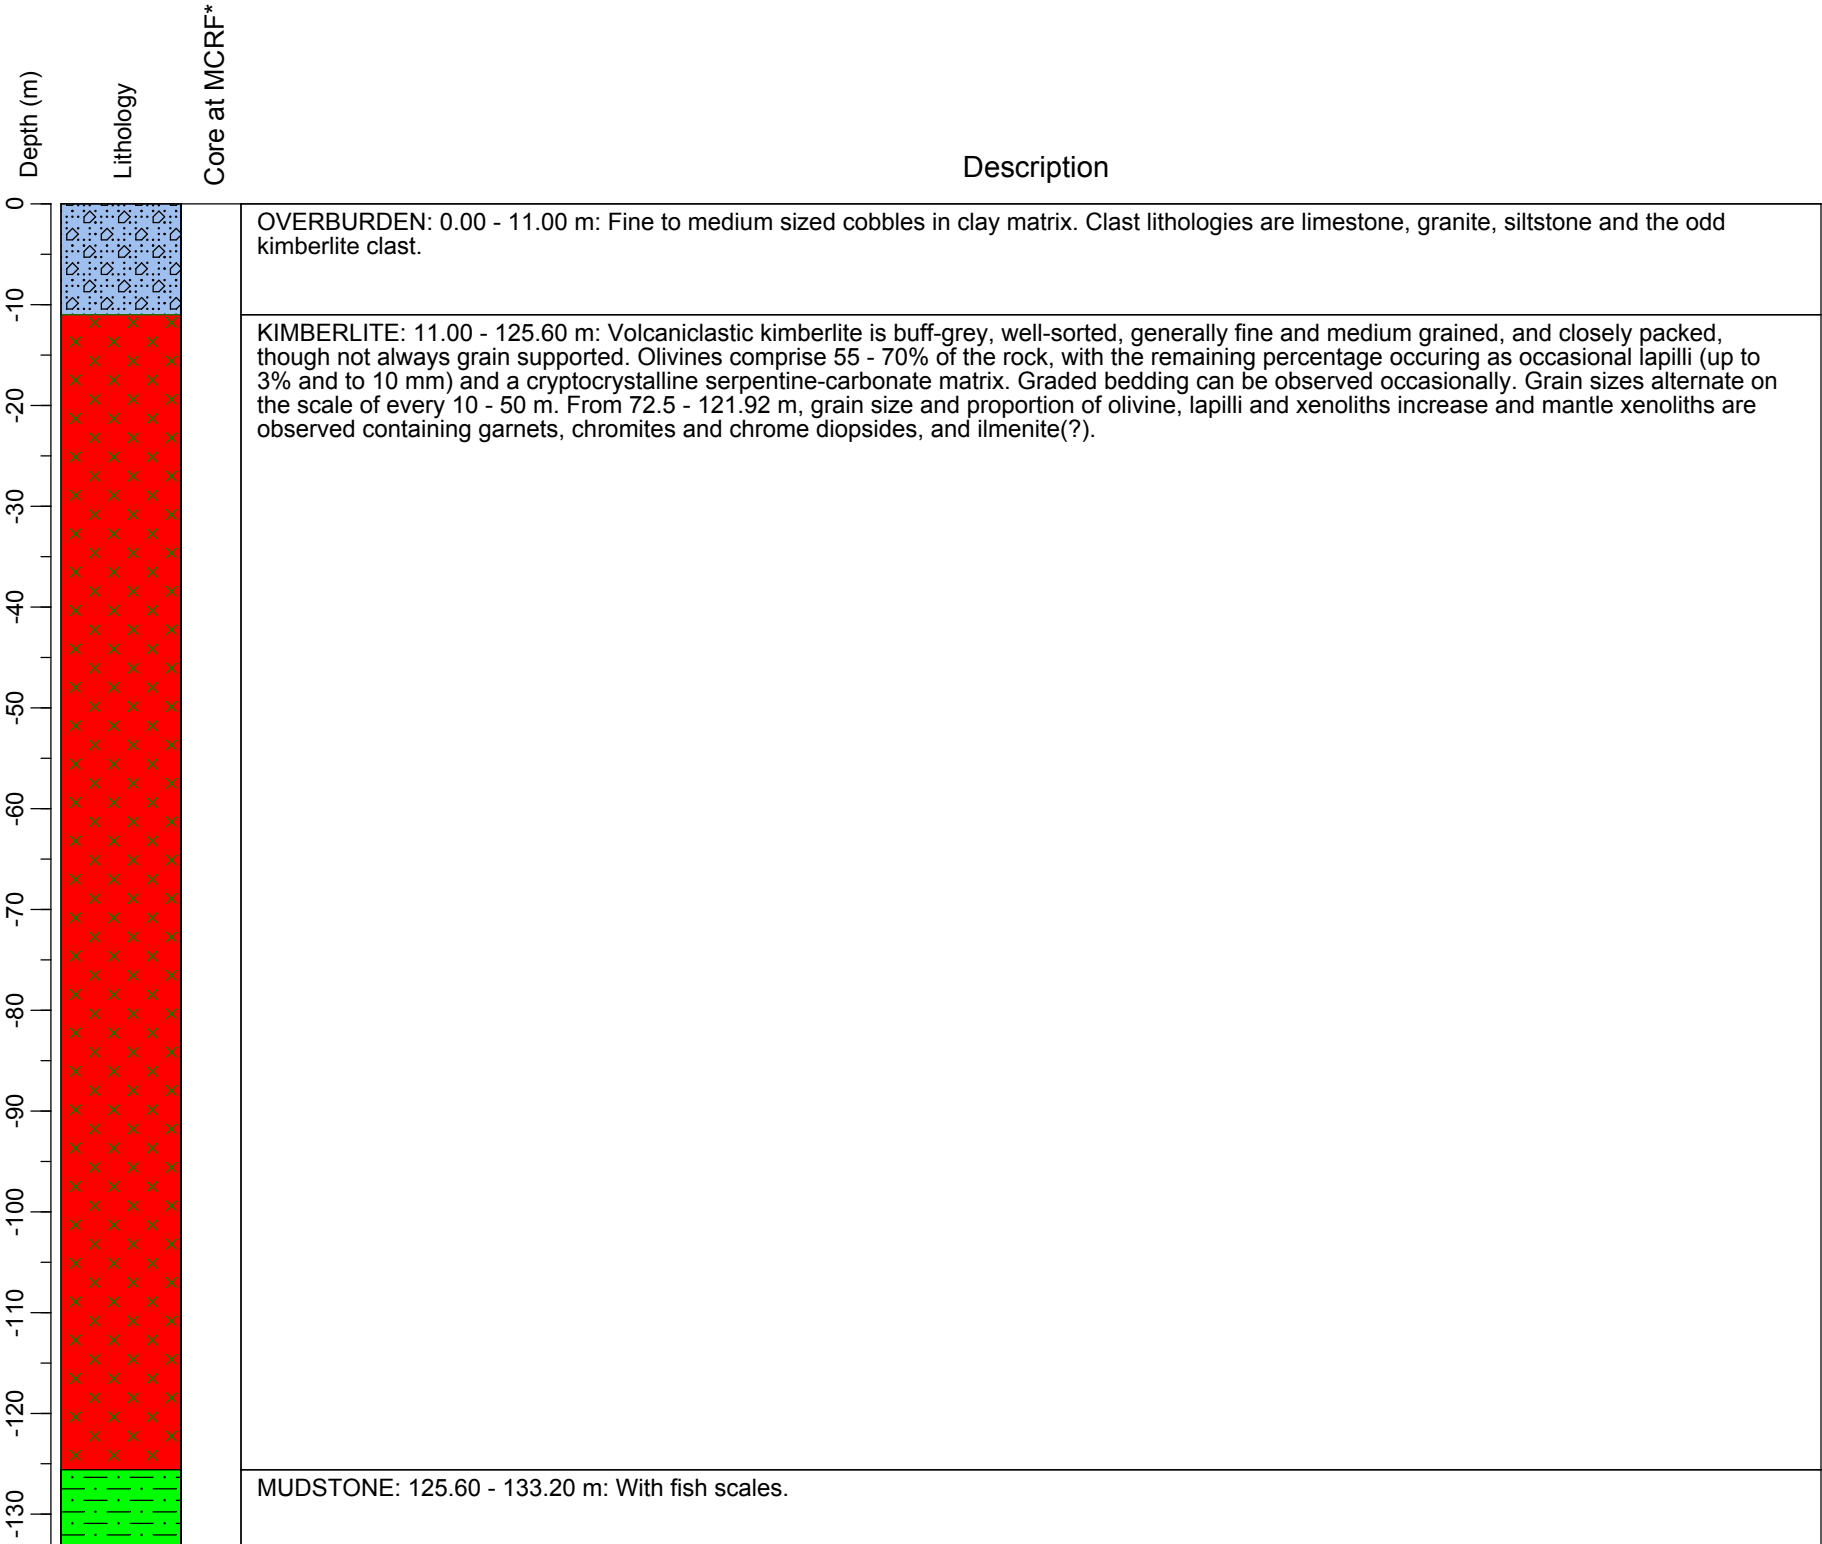 Depth (m)
Lithology
Core at MCRF*
Description
0
OVERBURDEN: 0.00 - 11.00 m: Fine to medium sized cobbles in clay matrix. Clast lithologies are limestone, granite, siltstone and the odd
kimberlite clast.
-10
KIMBERLITE: 11.00 - 125.60 m: Volcaniclastic kimberlite is buff-grey, well-sorted, generally fine and medium grained, and closely packed,
though not always grain supported. Olivines comprise 55 - 70% of the rock, with the remaining percentage occuring as occasional lapilli (up to
3% and to 10 mm) and a cryptocrystalline serpentine-carbonate matrix. Graded bedding can be observed occasionally. Grain sizes alternate on
the scale of every 10 - 50 m. From 72.5 - 121.92 m, grain size and proportion of olivine, lapilli and xenoliths increase and mantle xenoliths are
observed containing garnets, chromites and chrome diopsides, and ilmenite(?).
-20
-30
-40
-50
-60
-70
-80
-90
-100
-110
-120
MUDSTONE: 125.60 - 133.20 m: With fish scales.
-130